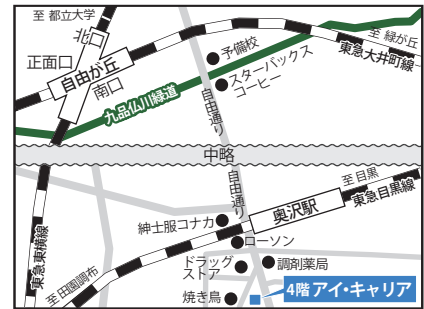 至 都立大学
北口
正面口
自由が丘
南口
予備校
スターバックス
コーヒー
至 緑が丘
東急大井町線
九品仏川緑道
自由通り
中略
自由通り
至 目黒
東急目黒線
奥沢駅
紳士服コナカ
ローソン
東急東横線
至 田園調布
ドラッグ
ストア
調剤薬局
焼き鳥
4階 アイ・キャリア